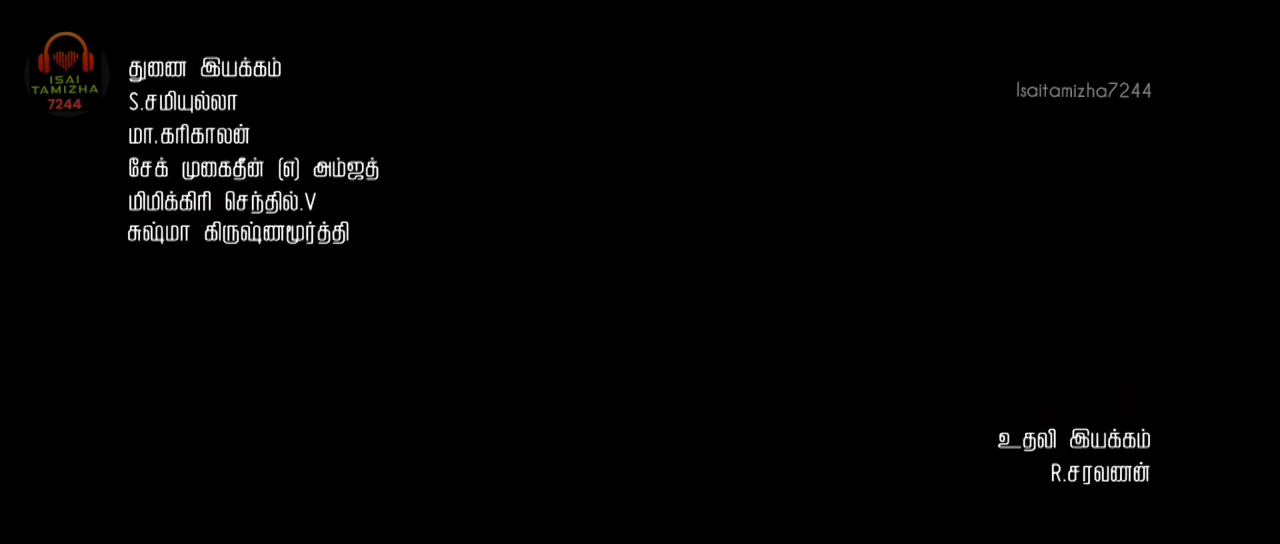 ISAI
TAMIZHA
7244
Isaitamizha7244
துணை இயக்கம்
S.சமியுல்லா
மா.கரிகாலன்
சேக் முகைதீன் (எ) அம்ஜத்
மிமிக்கிரி செந்தில்.V
சுஷ்மா கிருஷ்ணமூர்த்தி
உதவி இயக்கம்
R.சரவணன்